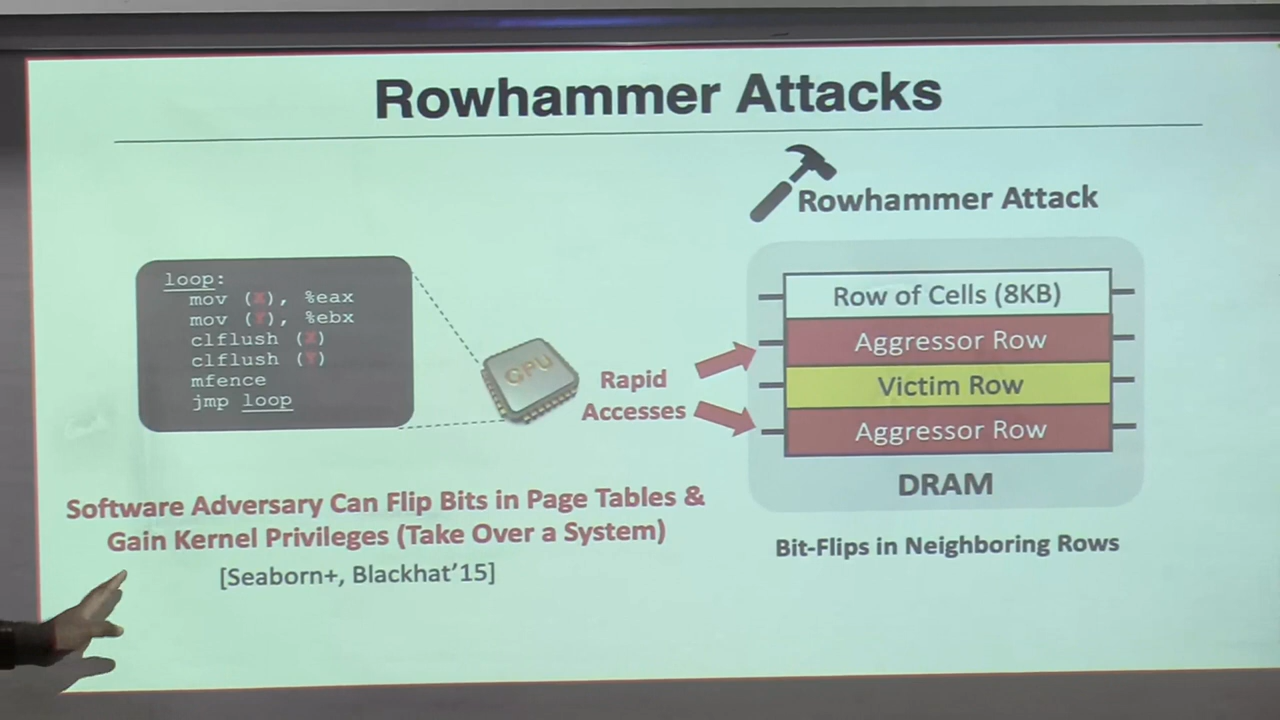 Rowhammer Attacks
Rowhammer Attack
loop:
mov (X), %eax
mov (Y), %ebx
clflush (X)
clflush (Y)
mfence
jmp loop
CPU
Rapid
Accesses
Row of Cells (8KB)
Aggressor Row
Victim Row
Aggressor Row
DRAM
Software Adversary Can Flip Bits in Page Tables &
Gain Kernel Privileges (Take Over a System)
[Seaborn+, Blackhat'15]
Bit-Flips in Neighboring Rows